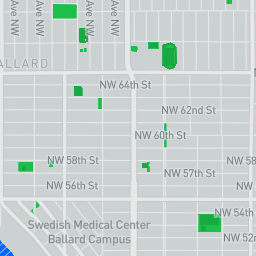 Ave NW
Ave NW
Ave NW
BALLARD
NW 64th St
NW 62nd St
NW 60th St
NW 58th St
NW 58
NW 57th St
NW 56th St
NW 54th
Swedish Medical Center
Ballard Campus
NW 52n